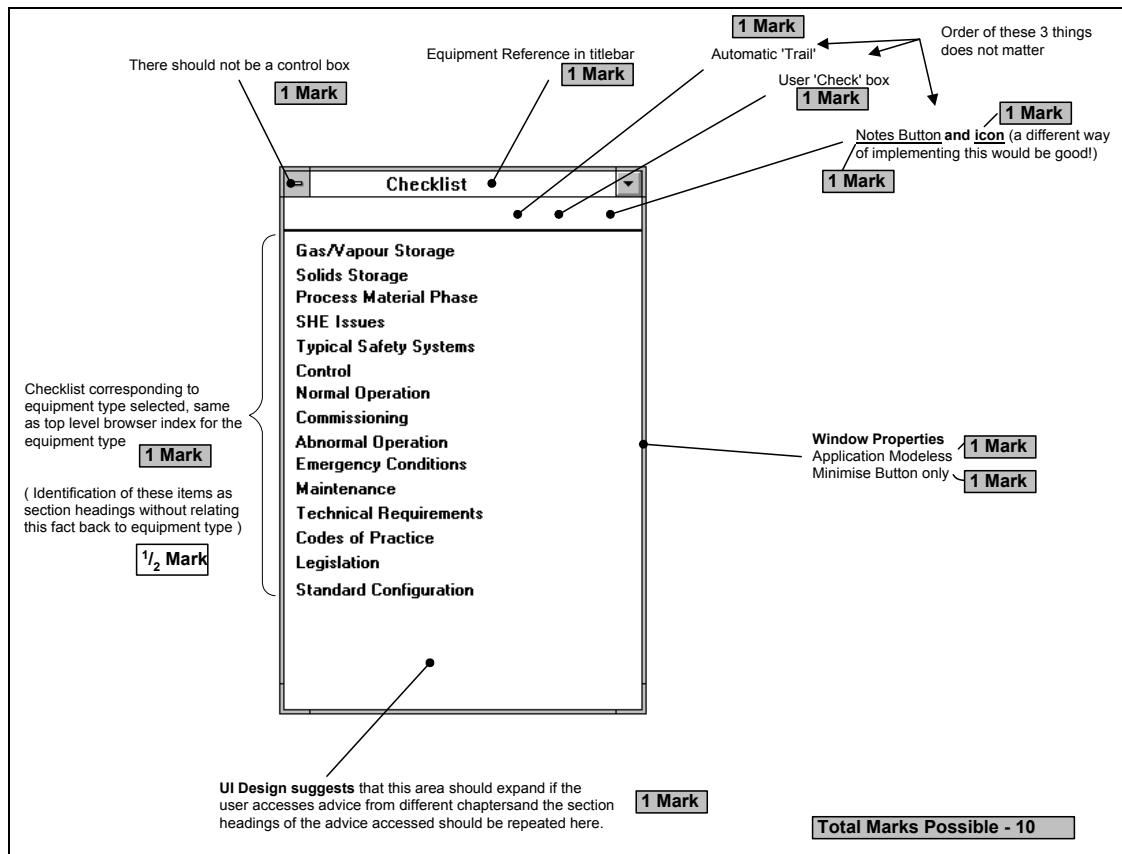 1 Mark
Order of these 3 things
does not matter
Automatic 'Trail'
Equipment Reference in titlebar
1 Mark
There should not be a control box
1 Mark
User 'Check' box
1 Mark
1 Mark
Notes Button and icon (a different way
of implementing this would be good!)
1 Mark
Checklist
Gas/Vapour Storage
Solids Storage
Process Material Phase
SHE Issues
Typical Safety Systems
Control
Normal Operation
Commissioning
Abnormal Operation
Emergency Conditions
Maintenance
Technical Requirements
Codes of Practice
Legislation
Standard Configuration
Checklist corresponding to
equipment type selected, same
as top level browser index for the
equipment type
1 Mark
( Identification of these items as
section headings without relating
this fact back to equipment type )
1/2 Mark
Window Properties
Application Modeless
Minimise Button only
1 Mark
1 Mark
UI Design suggests that this area should expand if the
user accesses advice from different chaptersand the section
headings of the advice accessed should be repeated here.
1 Mark
Total Marks Possible - 10